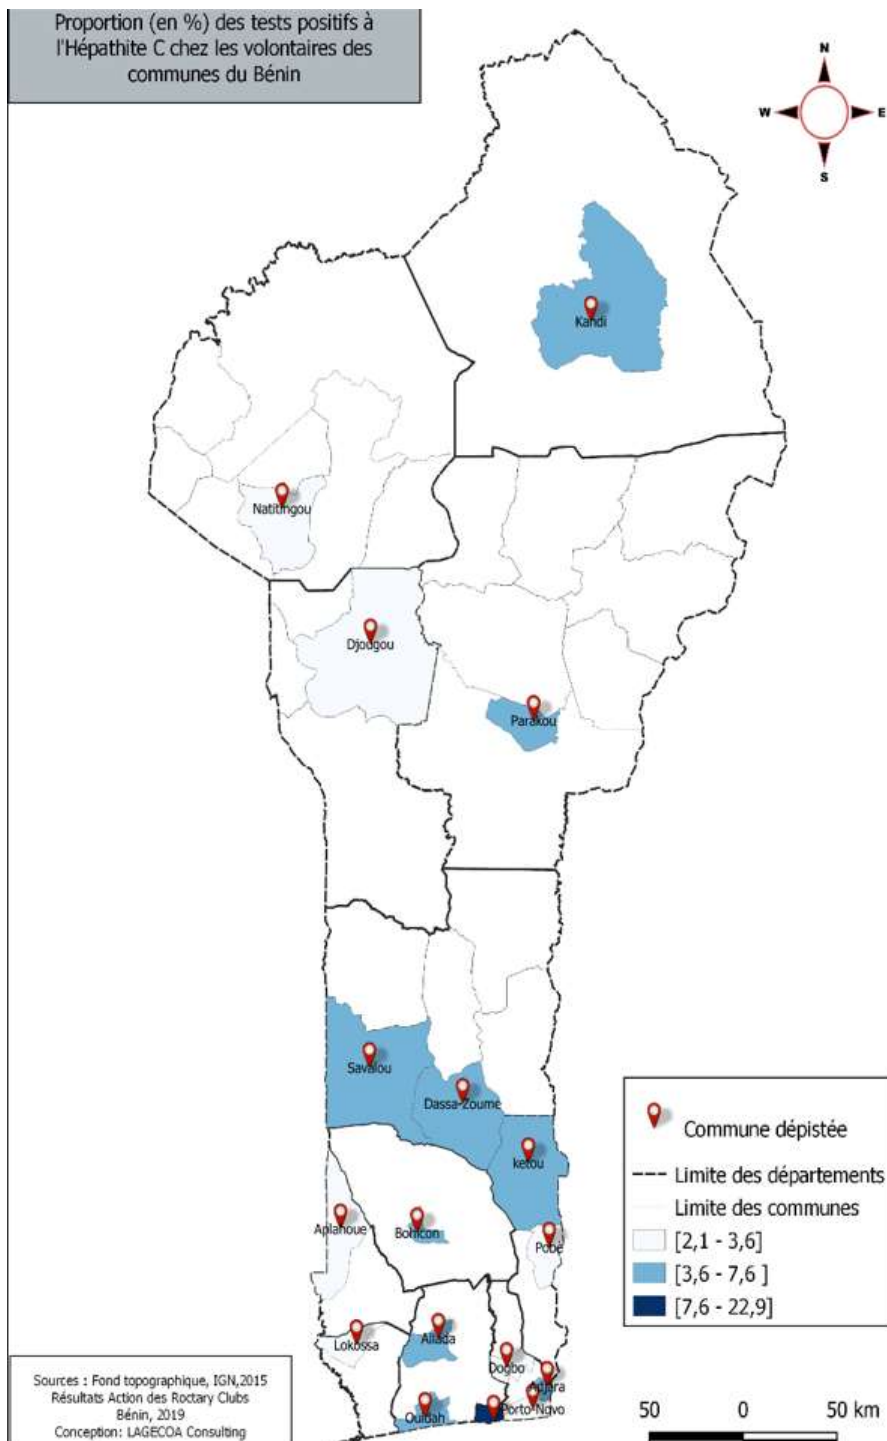 Proportion (en %) des tests positifs à
l'Hépathite C chez les volontaires des
communes du Bénin
N
W
E
S
Kandi
Natitingou
Djougou
Parakou
Savalou
Dassa-Zoume
ketou
Aplahoue
Bohicon
Pobè
Lokossa
Allada
Dogbo
Adjara
Ouidah
Porto-Ngvo
Commune dépistée
Limite des départements
Limite des communes
[2,1 - 3,6]
[3,6 - 7,6 ]
[7,6 - 22,9]
Sources : Fond topographique, IGN,2015
Résultats Action des Roctary Clubs
Bénin, 2019
Conception: LAGECOA Consulting
50 0 50 km